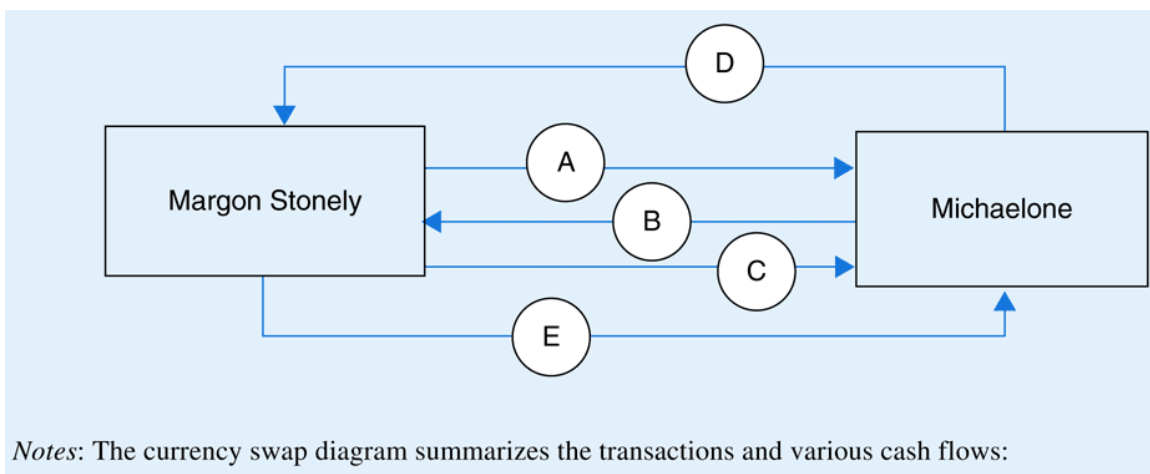 D
A
Margon Stonely
B
Michaelone
C
E
Notes: The currency swap diagram summarizes the transactions and various cash flows: